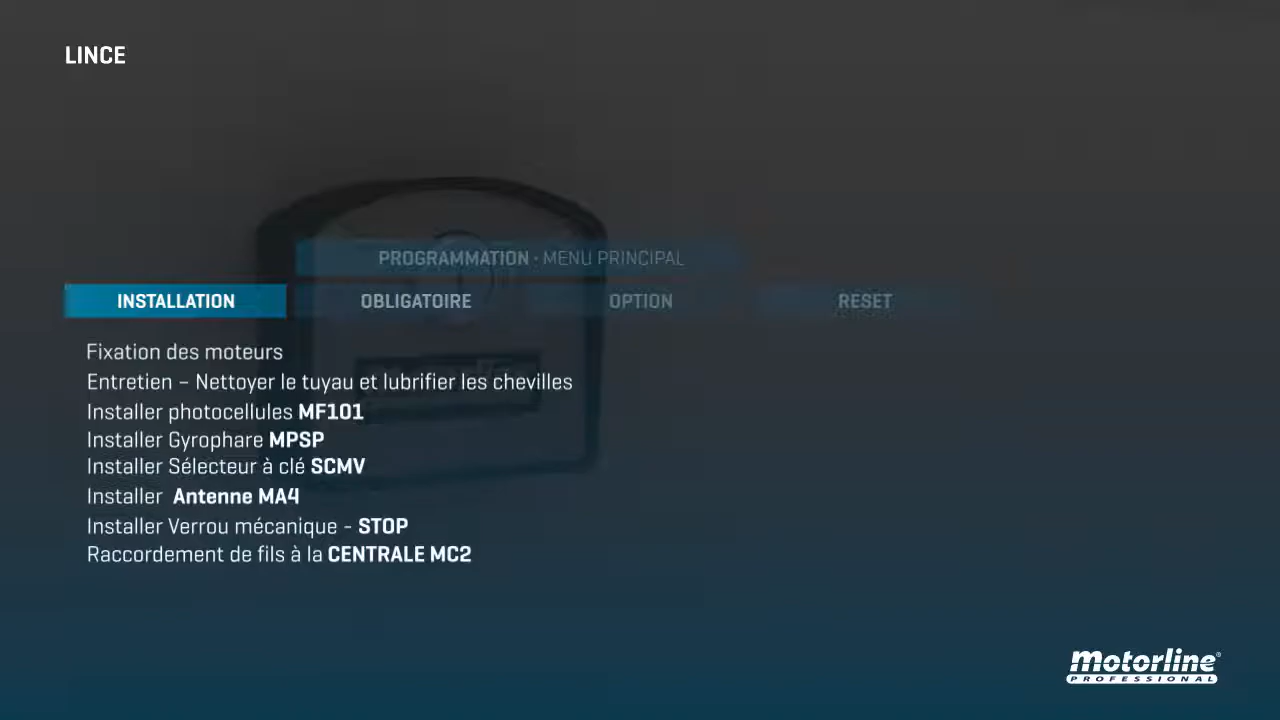 LINCE
PROGRAMMATION · MENU PRINCIPAL
INSTALLATION OBLIGATOIRE OPTION RESET
Fixation des moteurs
Entretien – Nettoyer le tuyau et lubrifier les chevilles
Installer photocellules MF101
Installer Gyrophare MPSP
Installer Sélecteur à clé SCMV
Installer Antenne MA4
Installer Verrou mécanique - STOP
Raccordement de fils à la CENTRALE MC2
motorline®
PROFESSIONAL